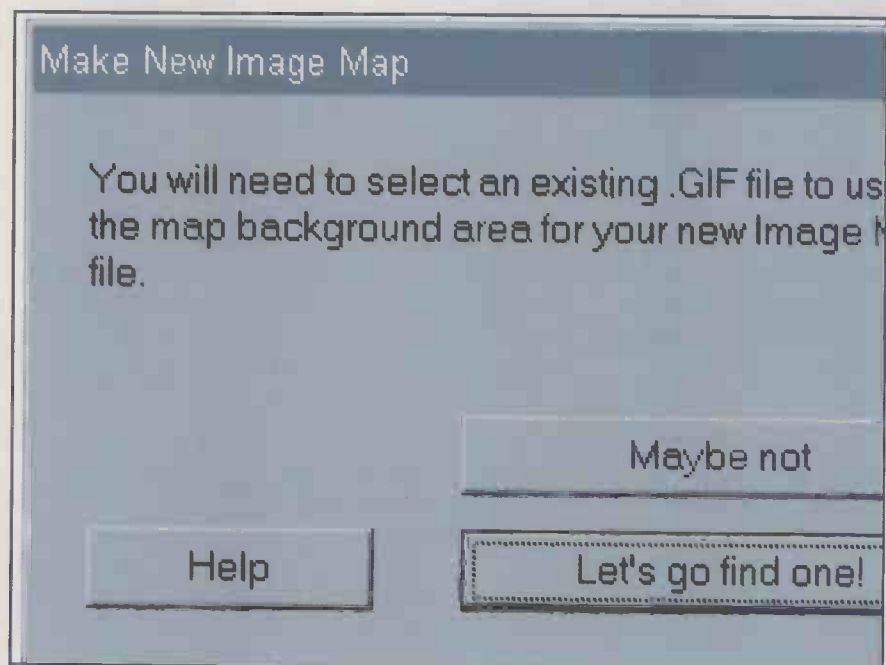 Make New Image Map
You will need to select an existing .GIF file to us
the map background area for your new Image
file.
Maybe not
Help
Let's go find one!